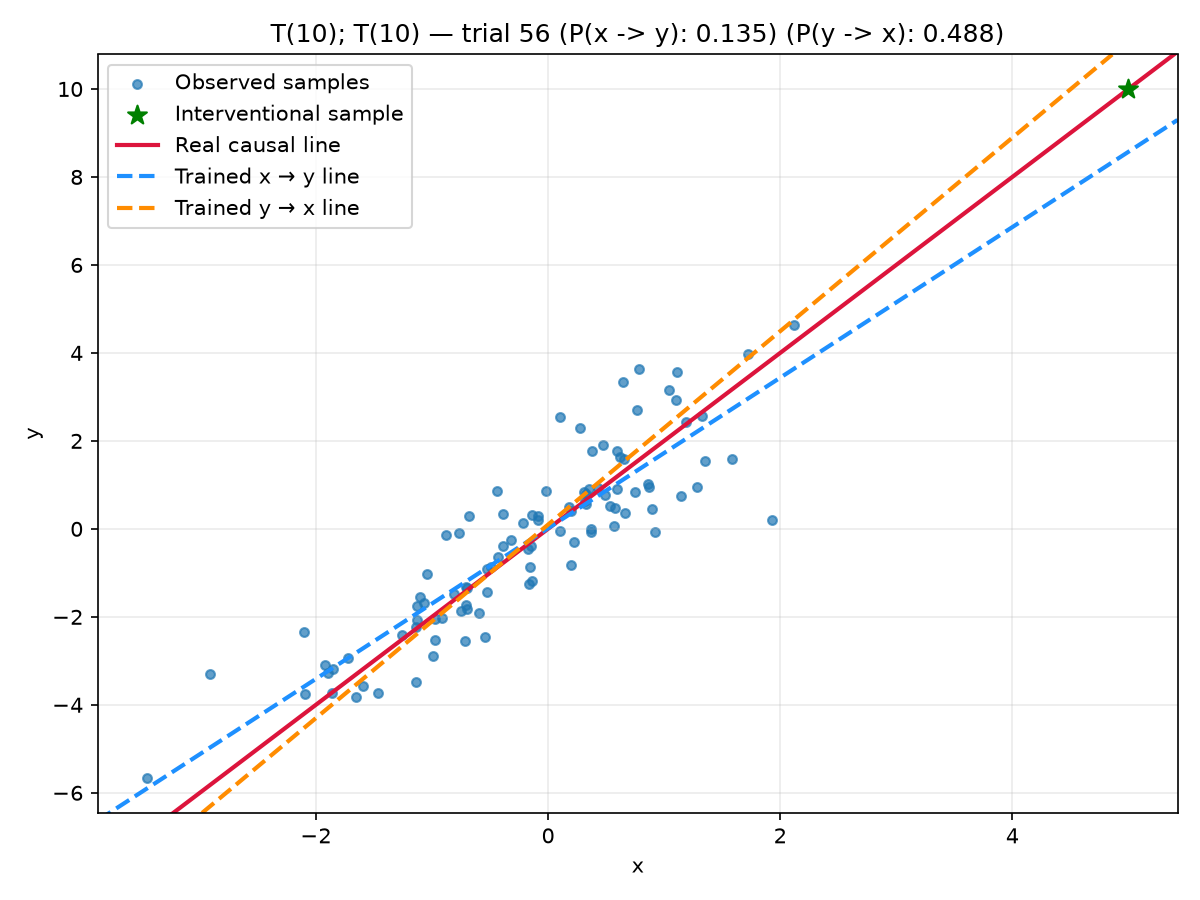 T(10); T(10) — trial 56 (P(x -> y): 0.135) (P(y -> x): 0.488)
Observed samples
Interventional sample
Real causal line
Trained x → y line
Trained y → x line
10
8
6
4
2
0
−2
−4
−6
y
−2
0
2
4
x